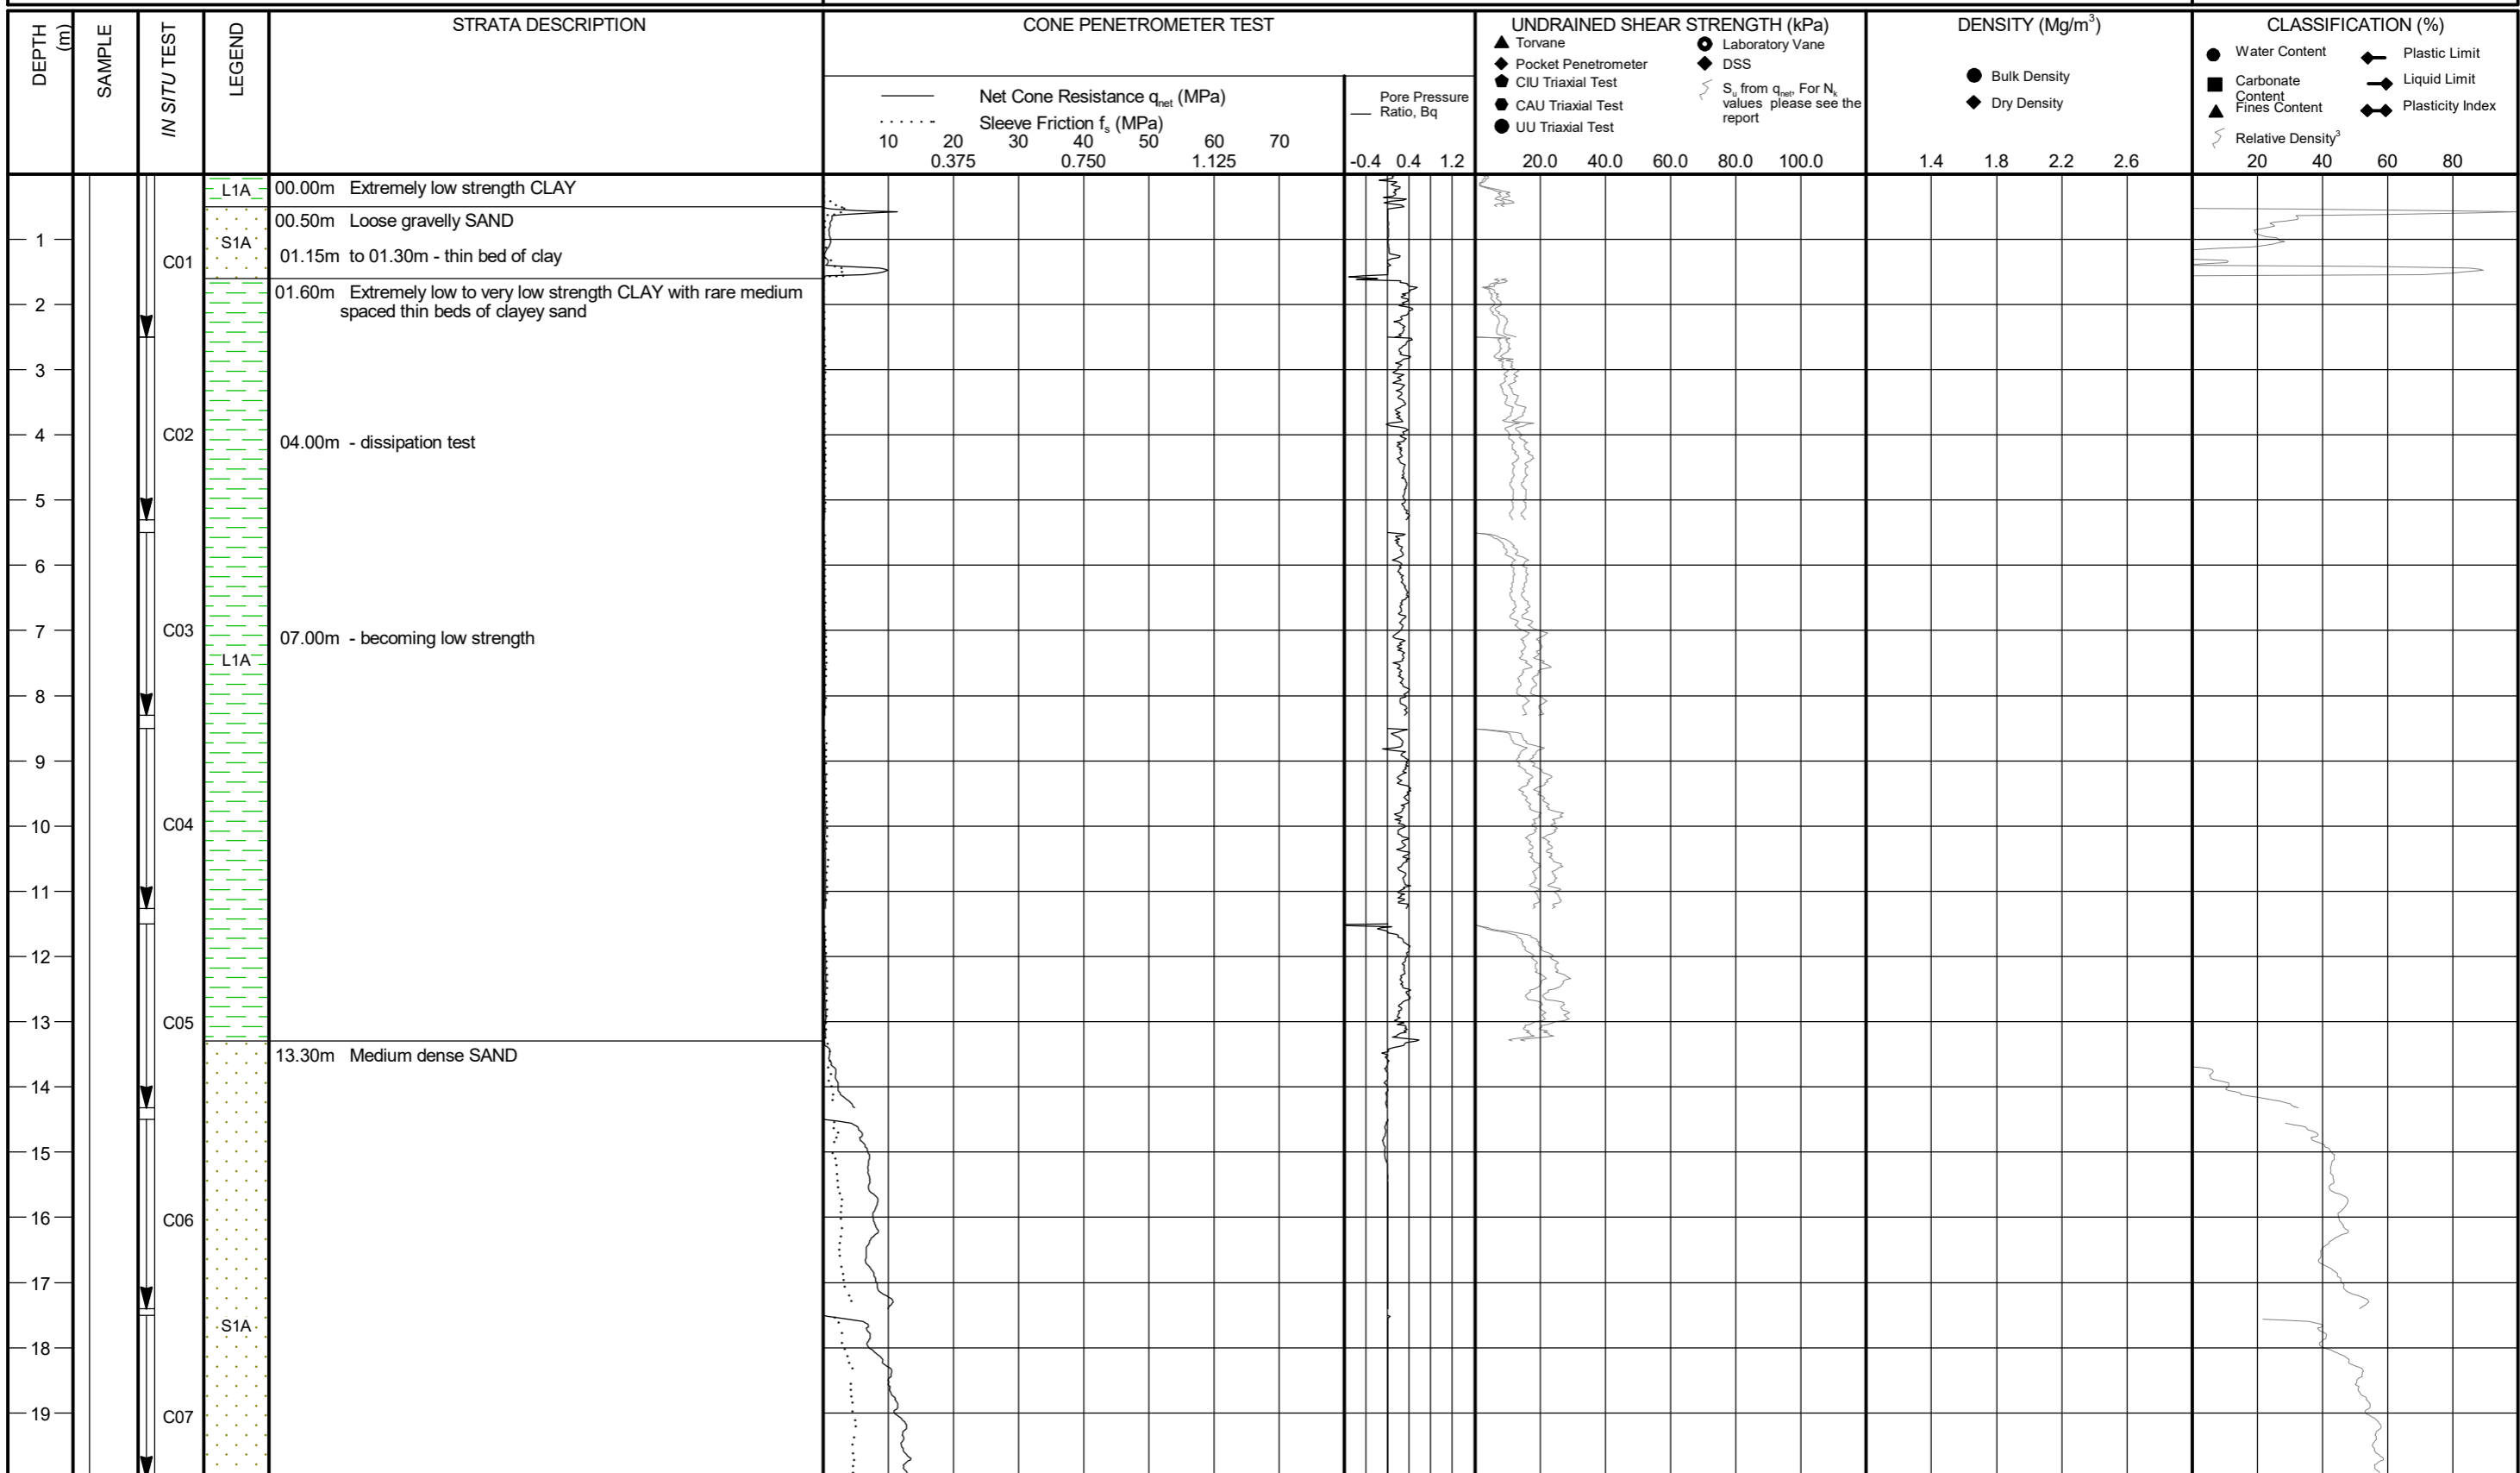 DEPTH (m)
SAMPLE
IN SITU TEST
LEGEND
STRATA DESCRIPTION
CONE PENETROMETER TEST
Net Cone Resistance qnet (MPa)
Sleeve Friction fs (MPa)
10 20 30 40 50 60 70
0.375 0.750 1.125
Pore Pressure
Ratio, Bq
-0.4 0.4 1.2
UNDRAINED SHEAR STRENGTH (kPa)
Torvane
Pocket Penetrometer
CIU Triaxial Test
CAU Triaxial Test
UU Triaxial Test
Laboratory Vane
DSS
Su from qnet, For Nk
values please see the
report
20.0 40.0 60.0 80.0 100.0
DENSITY (Mg/m³)
Bulk Density
Dry Density
1.4 1.8 2.2 2.6
CLASSIFICATION (%)
Water Content
Carbonate
Content
Fines Content
Relative Density³
Plastic Limit
Liquid Limit
Plasticity Index
20 40 60 80
L1A
00.00m Extremely low strength CLAY
00.50m Loose gravelly SAND
1
S1A
01.15m to 01.30m - thin bed of clay
C01
01.60m Extremely low to very low strength CLAY with rare medium
spaced thin beds of clayey sand
2
3
4
C02
04.00m - dissipation test
5
6
7
C03
07.00m - becoming low strength
L1A
8
9
10
C04
11
12
13
C05
13.30m Medium dense SAND
14
15
16
C06
17
S1A
18
19
C07